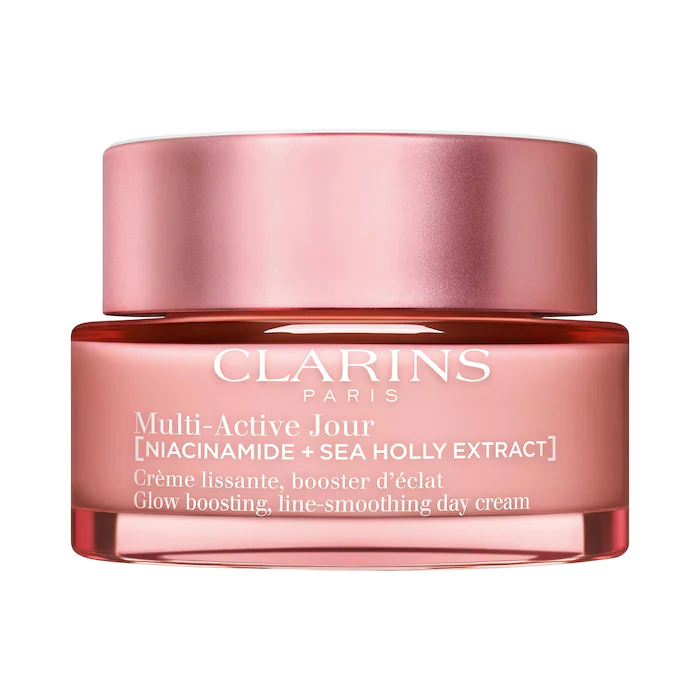 CLARINS
PARIS
Multi-Active Jour
[NIACINAMIDE + SEA HOLLY EXTRACT]
Crème lissante, booster d'éclat
Glow boosting, line-smoothing day cream